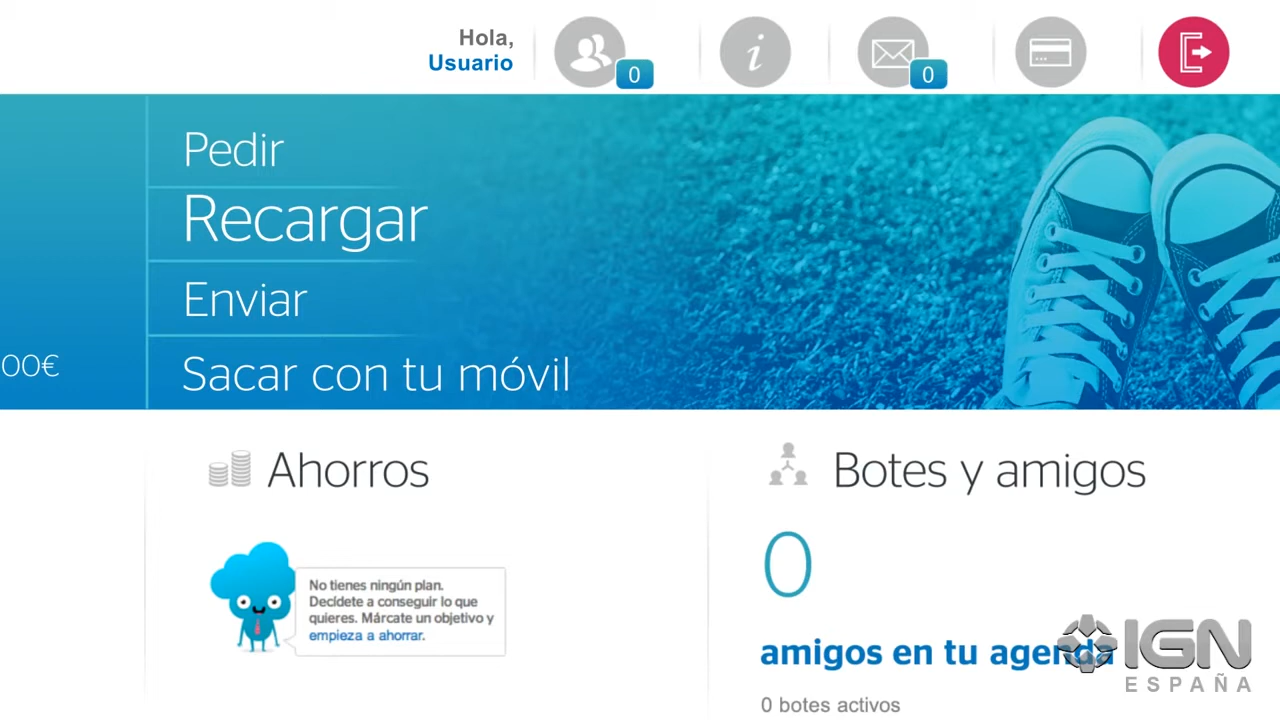 Hola,
Usuario
0
i
0
Pedir
Recargar
Enviar
00€
Sacar con tu móvil
Ahorros
Botes y amigos
0
No tienes ningún plan.
Decídete a conseguir lo que
quieres. Márcate un objetivo y
empieza a ahorrar.
amigos en tu agenda
0 botes activos
IGN
ESPAÑA